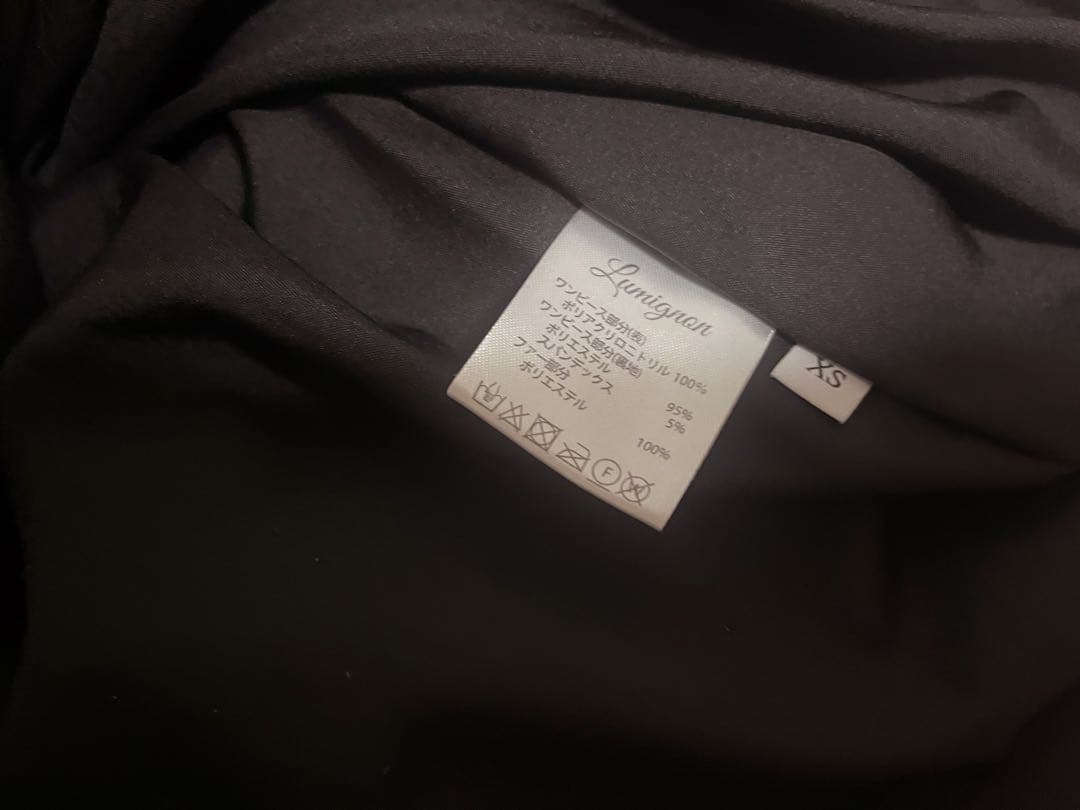 Lumignon
ワンピース部分(表)
ポリアクリロニトリル 100%
ワンピース部分(裏地)
ポリエステル 95%
スパンデックス 5%
ファー部分
ポリエステル 100%
F
W
XS